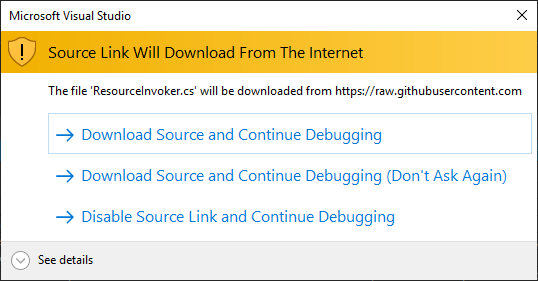 Microsoft Visual Studio
Source Link Will Download From The Internet
The file 'ResourceInvoker.cs' will be downloaded from https://raw.githubusercontent.com
Download Source and Continue Debugging
Download Source and Continue Debugging (Don't Ask Again)
Disable Source Link and Continue Debugging
See details